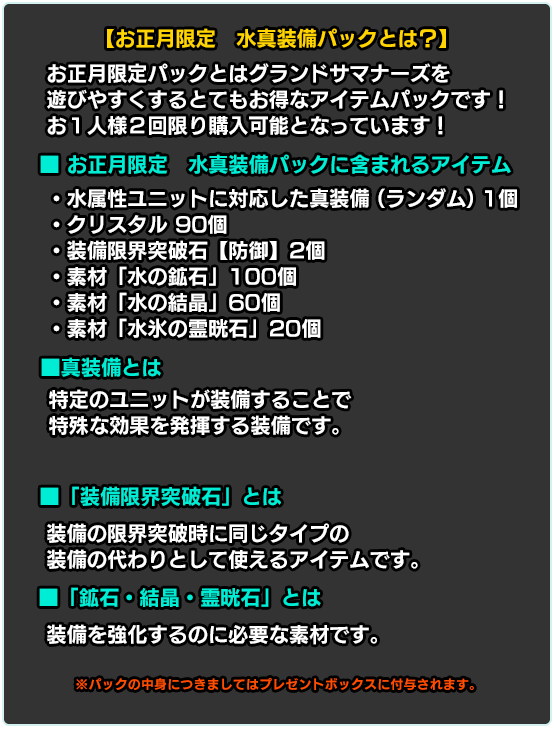 【お正月限定　水真装備パックとは？】
お正月限定パックとはグランドサマナーズを
遊びやすくするとてもお得なアイテムパックです！
お１人様２回限り購入可能となっています！
■ お正月限定　水真装備パックに含まれるアイテム
・水属性ユニットに対応した真装備（ランダム）1個
・クリスタル 90個
・装備限界突破石【防御】2個
・素材「水の鉱石」100個
・素材「水の結晶」60個
・素材「水氷の霊晄石」20個
■真装備とは
特定のユニットが装備することで
特殊な効果を発揮する装備です。
■「装備限界突破石」とは
装備の限界突破時に同じタイプの
装備の代わりとして使えるアイテムです。
■「鉱石・結晶・霊晄石」とは
装備を強化するのに必要な素材です。
※パックの中身につきましてはプレゼントボックスに付与されます。